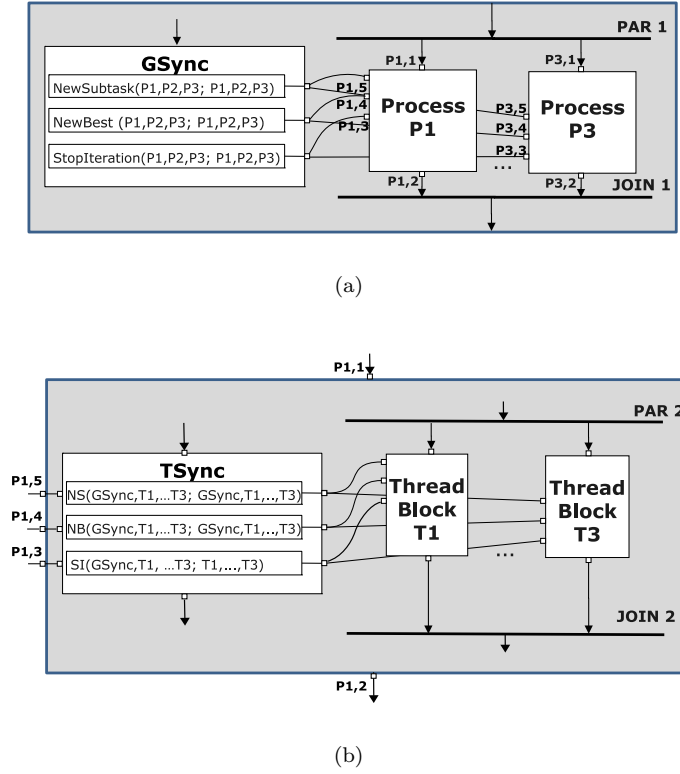 PAR 1
GSync
NewSubtask(P1,P2,P3; P1,P2,P3)
NewBest (P1,P2,P3; P1,P2,P3)
StopIteration(P1,P2,P3; P1,P2,P3)
P1,1
P1,5
P1,4
P1,3
Process
P1
P1,2
P3,1
P3,5
P3,4
P3,3
...
Process
P3
P3,2
JOIN 1
(a)
P1,1
PAR 2
TSync
P1,5
NS(GSync,T1,...T3; GSync,T1,..,T3)
P1,4
NB(GSync,T1,...T3; GSync,T1,..,T3)
P1,3
SI(GSync,T1, ...T3; T1,...,T3)
Thread
Block
T1
...
Thread
Block
T3
JOIN 2
P1,2
(b)